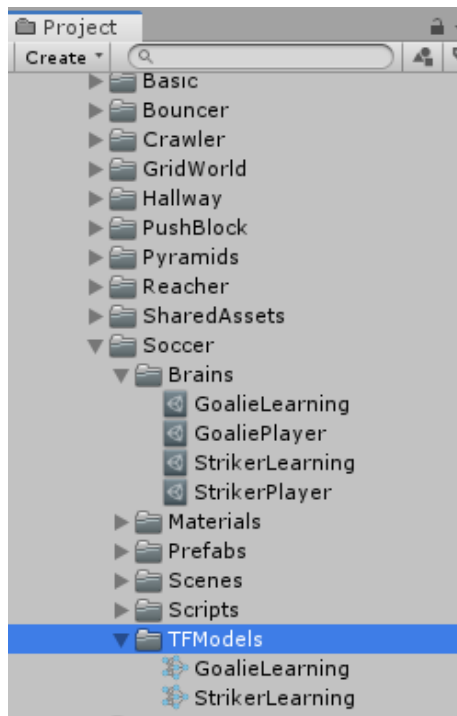 Project
Create
Basic
Bouncer
Crawler
GridWorld
Hallway
PushBlock
Pyramids
Reacher
SharedAssets
Soccer
Brains
GoalieLearning
GoaliePlayer
StrikerLearning
StrikerPlayer
Materials
Prefabs
Scenes
Scripts
TFModels
GoalieLearning
StrikerLearning